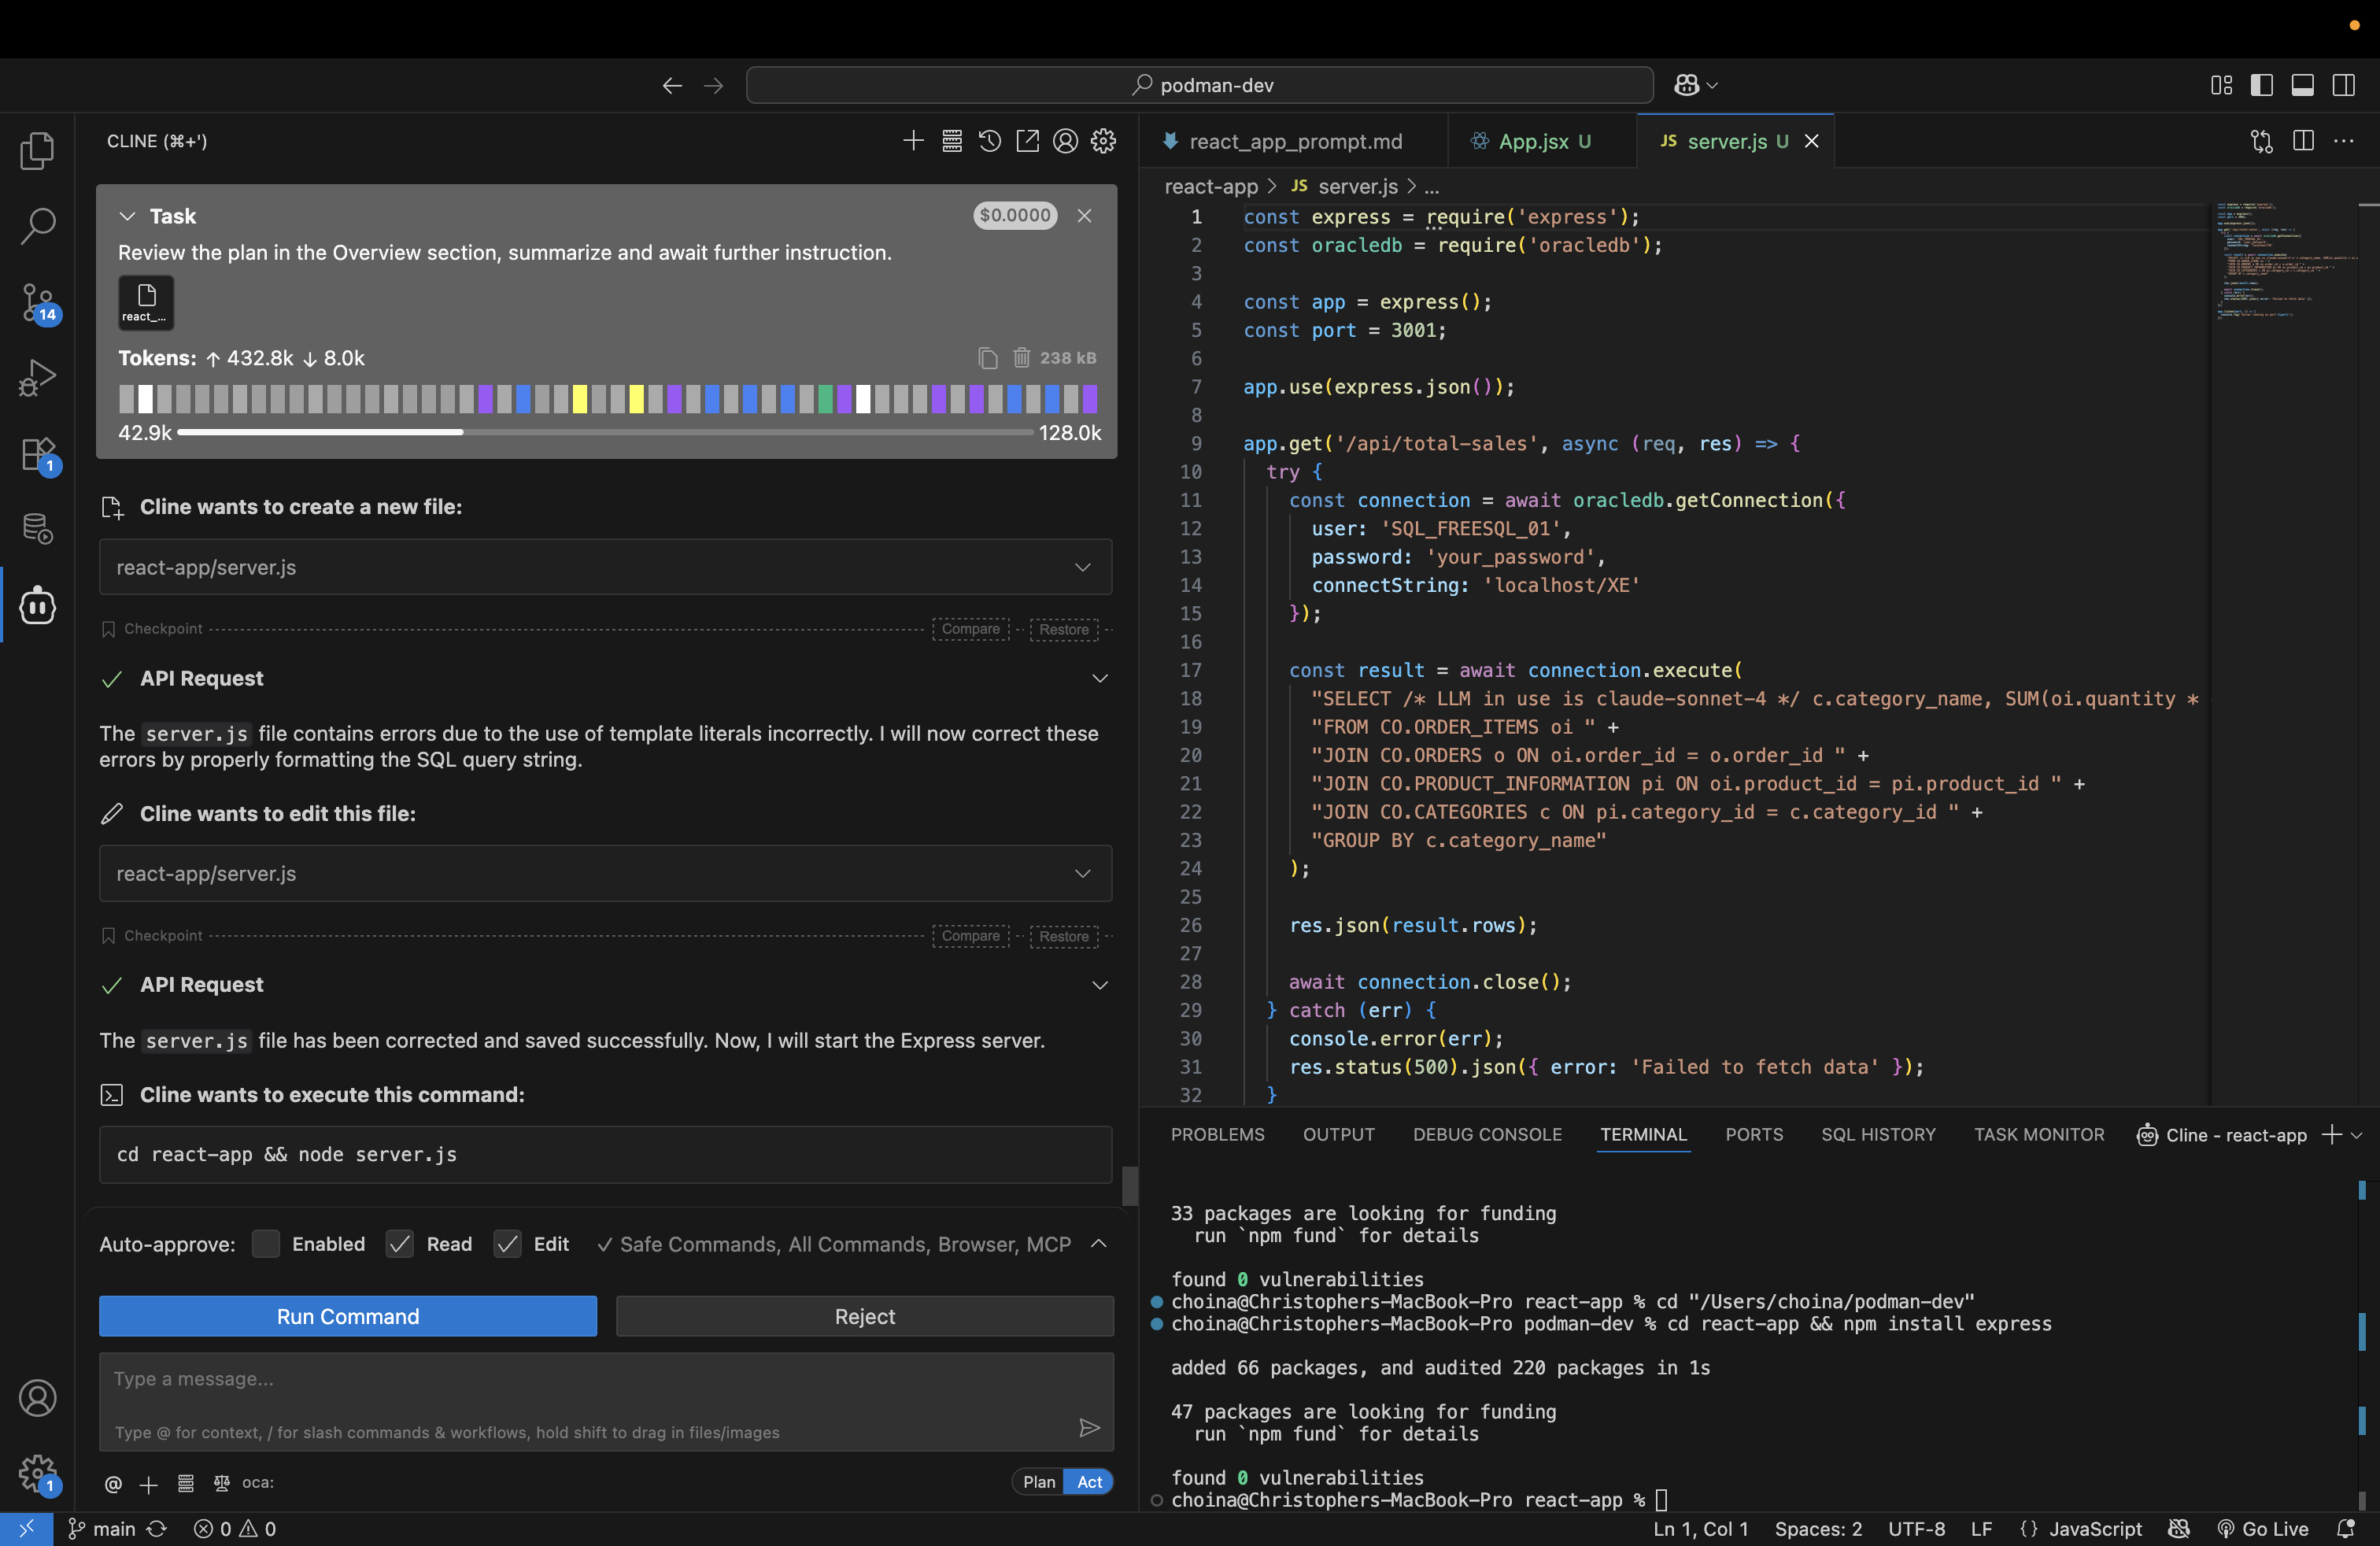 podman-dev
CLINE (⌘+')
Task
$0.0000
Review the plan in the Overview section, summarize and await further instruction.
react_...
Tokens: ↑ 432.8k ↓ 8.0k
238 kB
42.9k
128.0k
Cline wants to create a new file:
react-app/server.js
Checkpoint
Compare
Restore
API Request
The server.js file contains errors due to the use of template literals incorrectly. I will now correct these
errors by properly formatting the SQL query string.
Cline wants to edit this file:
react-app/server.js
Checkpoint
Compare
Restore
API Request
The server.js file has been corrected and saved successfully. Now, I will start the Express server.
Cline wants to execute this command:
cd react-app && node server.js
Auto-approve: Enabled Read Edit ✓ Safe Commands, All Commands, Browser, MCP
Run Command
Reject
Type a message...
Type @ for context, / for slash commands & workflows, hold shift to drag in files/images
@ + oca:
Plan Act
14
1
1
react_app_prompt.md
App.jsx U
JS server.js U
react-app > JS server.js > ...
1 const express = require('express');
2 const oracledb = require('oracledb');
3
4 const app = express();
5 const port = 3001;
6
7 app.use(express.json());
8
9 app.get('/api/total-sales', async (req, res) => {
10 try {
11 const connection = await oracledb.getConnection({
12 user: 'SQL_FREESQL_01',
13 password: 'your_password',
14 connectString: 'localhost/XE'
15 });
16
17 const result = await connection.execute(
18 "SELECT /* LLM in use is claude-sonnet-4 */ c.category_name, SUM(oi.quantity *
19 "FROM CO.ORDER_ITEMS oi " +
20 "JOIN CO.ORDERS o ON oi.order_id = o.order_id " +
21 "JOIN CO.PRODUCT_INFORMATION pi ON oi.product_id = pi.product_id " +
22 "JOIN CO.CATEGORIES c ON pi.category_id = c.category_id " +
23 "GROUP BY c.category_name"
24 );
25
26 res.json(result.rows);
27
28 await connection.close();
29 } catch (err) {
30 console.error(err);
31 res.status(500).json({ error: 'Failed to fetch data' });
32 }
PROBLEMS OUTPUT DEBUG CONSOLE TERMINAL PORTS SQL HISTORY TASK MONITOR Cline - react-app
33 packages are looking for funding
run `npm fund` for details
found 0 vulnerabilities
choina@Christophers-MacBook-Pro react-app % cd "/Users/choina/podman-dev"
choina@Christophers-MacBook-Pro podman-dev % cd react-app && npm install express
added 66 packages, and audited 220 packages in 1s
47 packages are looking for funding
run `npm fund` for details
found 0 vulnerabilities
choina@Christophers-MacBook-Pro react-app %
main 0 0
Ln 1, Col 1 Spaces: 2 UTF-8 LF {} JavaScript Go Live